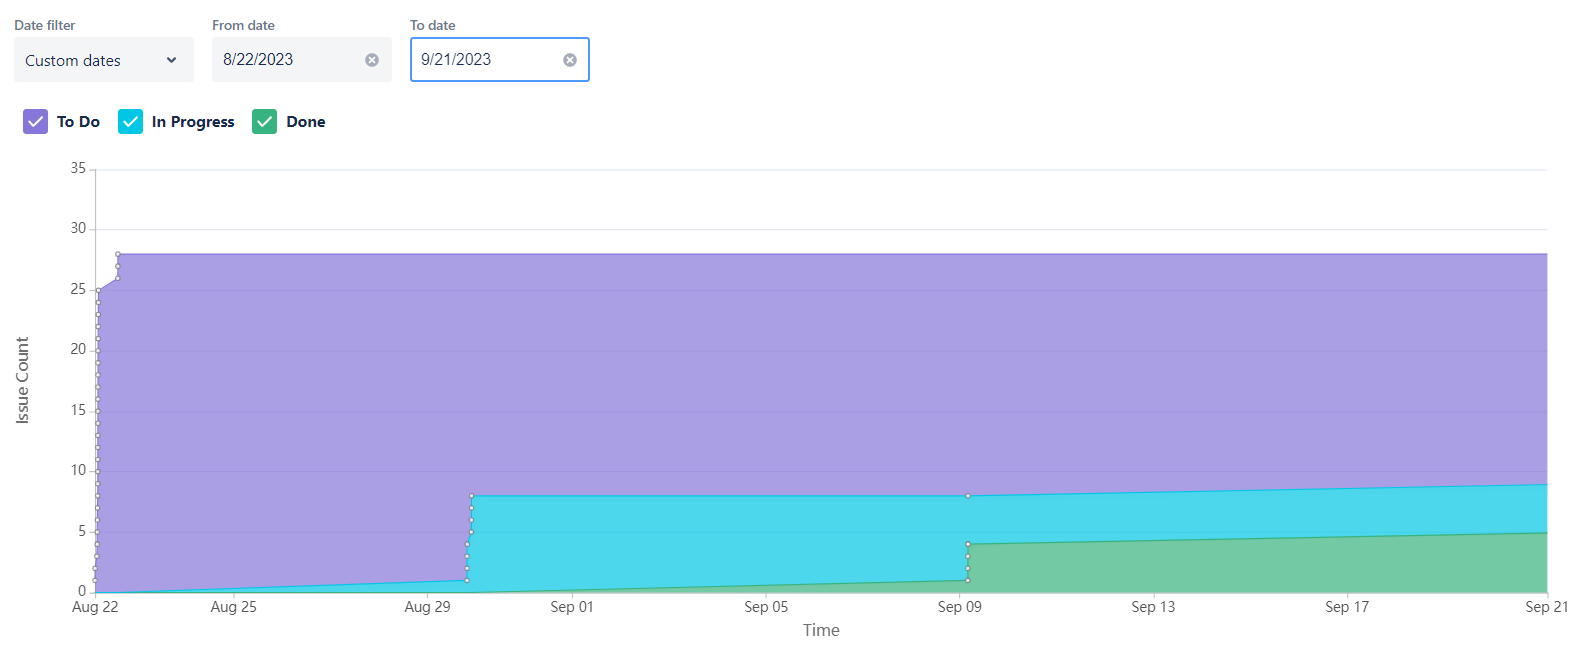 Date filter From date To date
Custom dates 8/22/2023 9/21/2023
To Do In Progress Done
35
30
25
20
15
10
5
0
Issue Count
Aug 22 Aug 25 Aug 29 Sep 01 Sep 05 Sep 09 Sep 13 Sep 17 Sep 21
Time